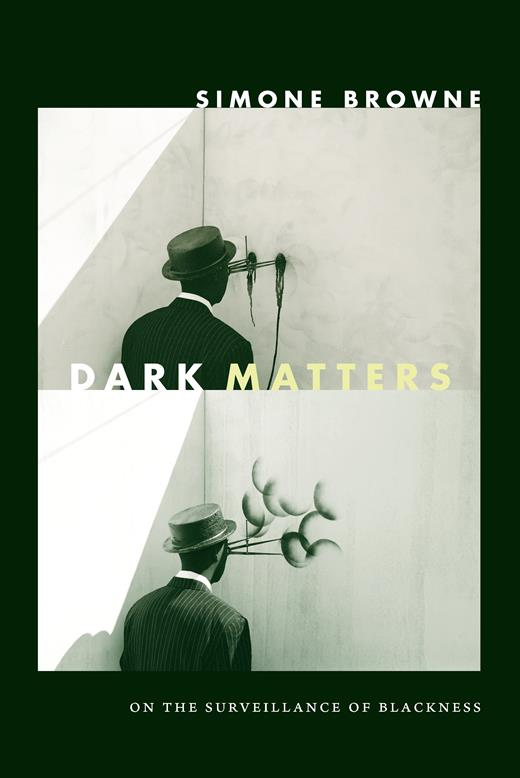 SIMONE BROWNE
DARK MATTERS
ON THE SURVEILLANCE OF BLACKNESS